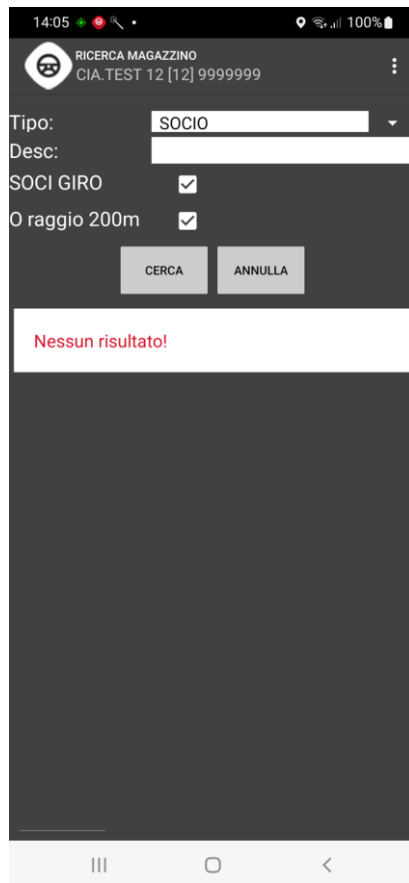 14:05 100%
RICERCA MAGAZZINO
CIA.TEST 12 [12] 9999999
Tipo: SOCIO
Desc:
SOCI GIRO
O raggio 200m
CERCA ANNULLA
Nessun risultato!